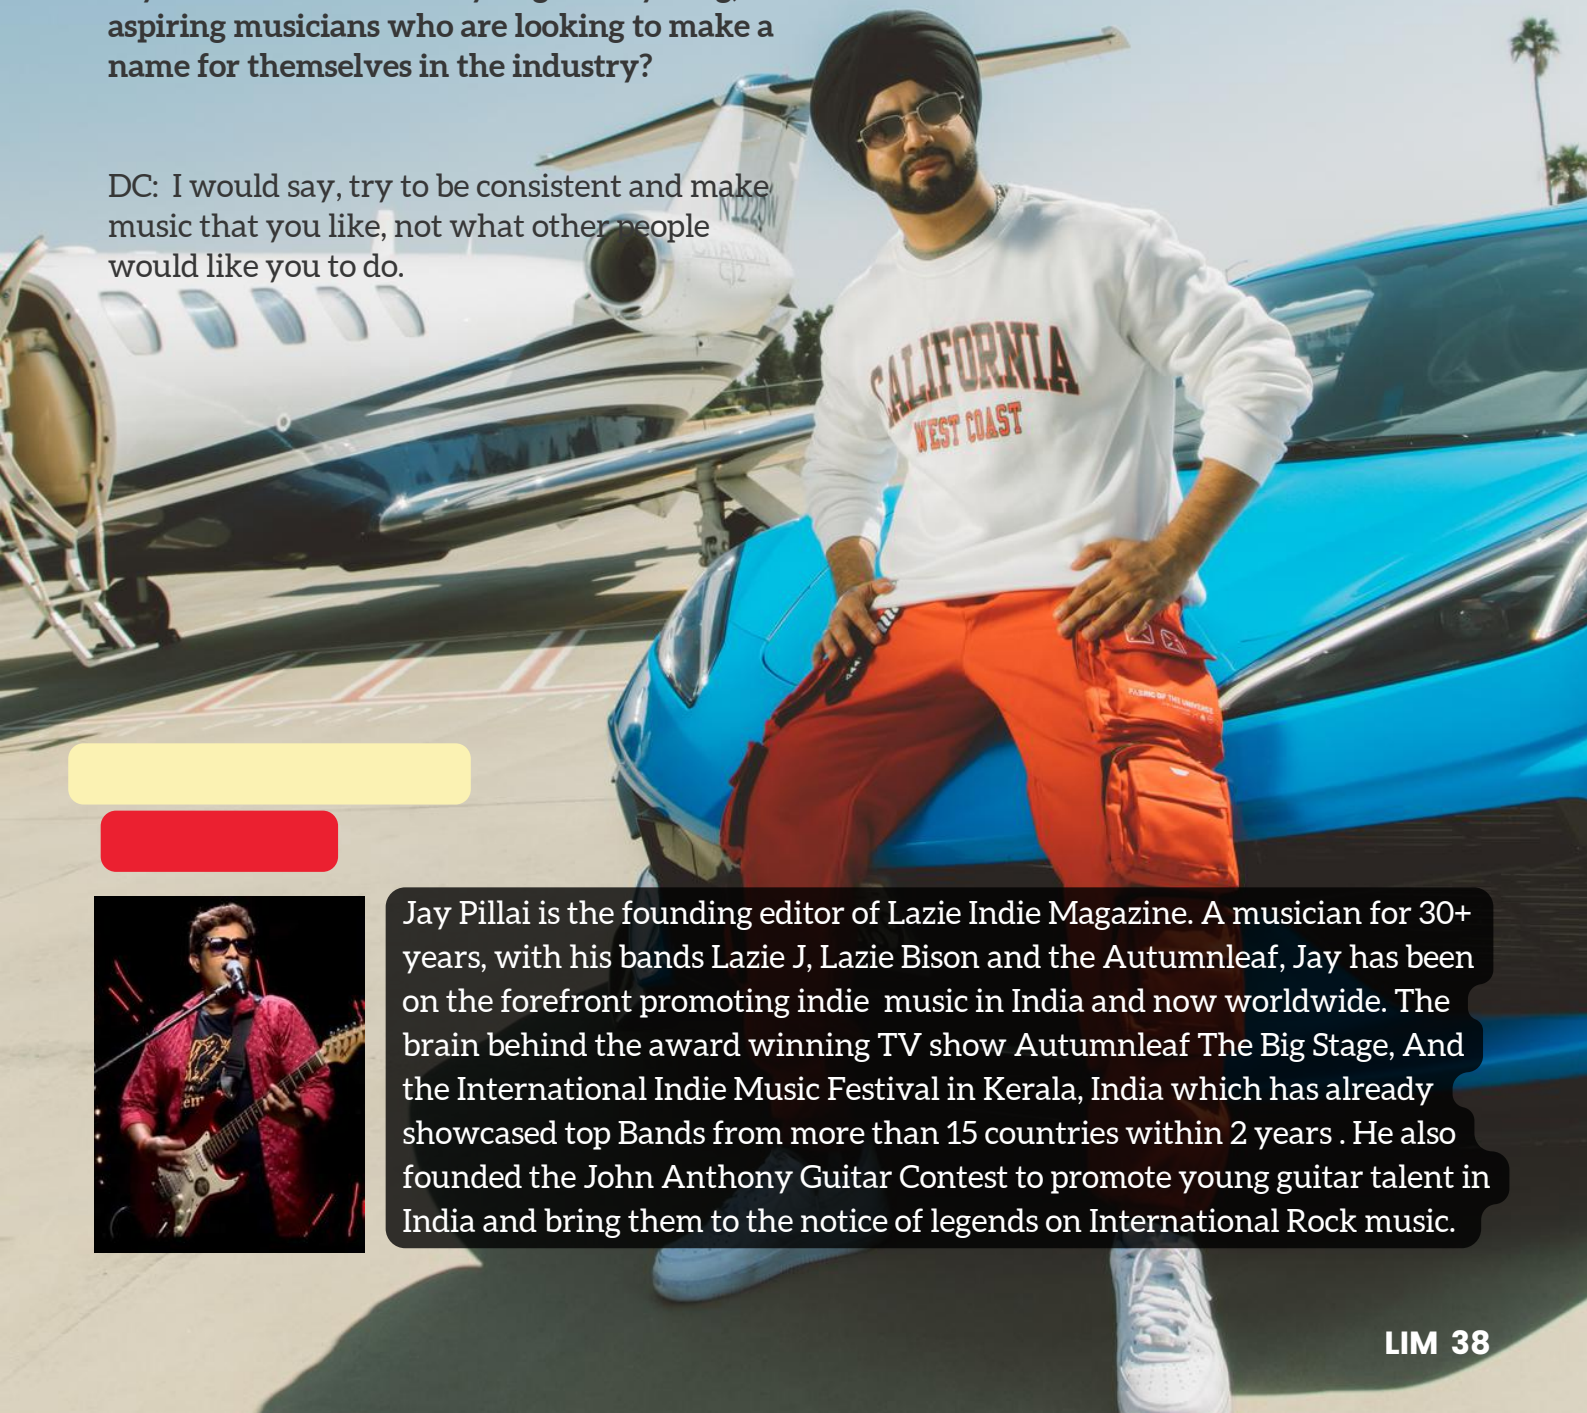 aspiring musicians who are looking to make a
name for themselves in the industry?
DC:  I would say, try to be consistent and make
music that you like, not what other people
would like you to do.
N1220W
CITATION
CJ2
CALIFORNIA
WEST COAST
FABRIC OF THE UNIVERSE
Jay Pillai is the founding editor of Lazie Indie Magazine. A musician for 30+
years, with his bands Lazie J, Lazie Bison and the Autumnleaf, Jay has been
on the forefront promoting indie  music in India and now worldwide. The
brain behind the award winning TV show Autumnleaf The Big Stage, And
the International Indie Music Festival in Kerala, India which has already
showcased top Bands from more than 15 countries within 2 years . He also
founded the John Anthony Guitar Contest to promote young guitar talent in
India and bring them to the notice of legends on International Rock music.
LIM 38